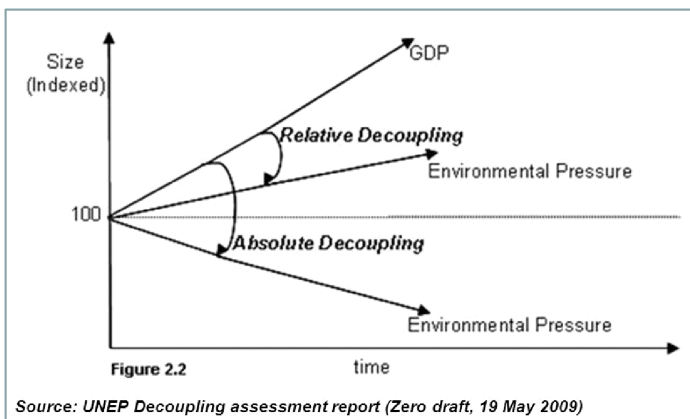 Size
(Indexed)
GDP
Relative Decoupling
Environmental Pressure
100
Absolute Decoupling
Environmental Pressure
Figure 2.2
time
Source: UNEP Decoupling assessment report (Zero draft, 19 May 2009)